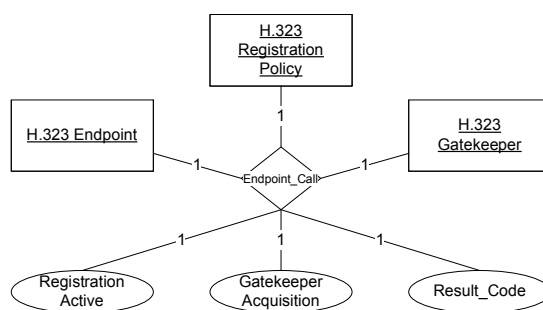 H.323
Registration
Policy
1
H.323 Endpoint
H.323
Gatekeeper
1
1
Endpoint_Call
1
1
1
Registration
Active
Gatekeeper
Acquisition
Result_Code